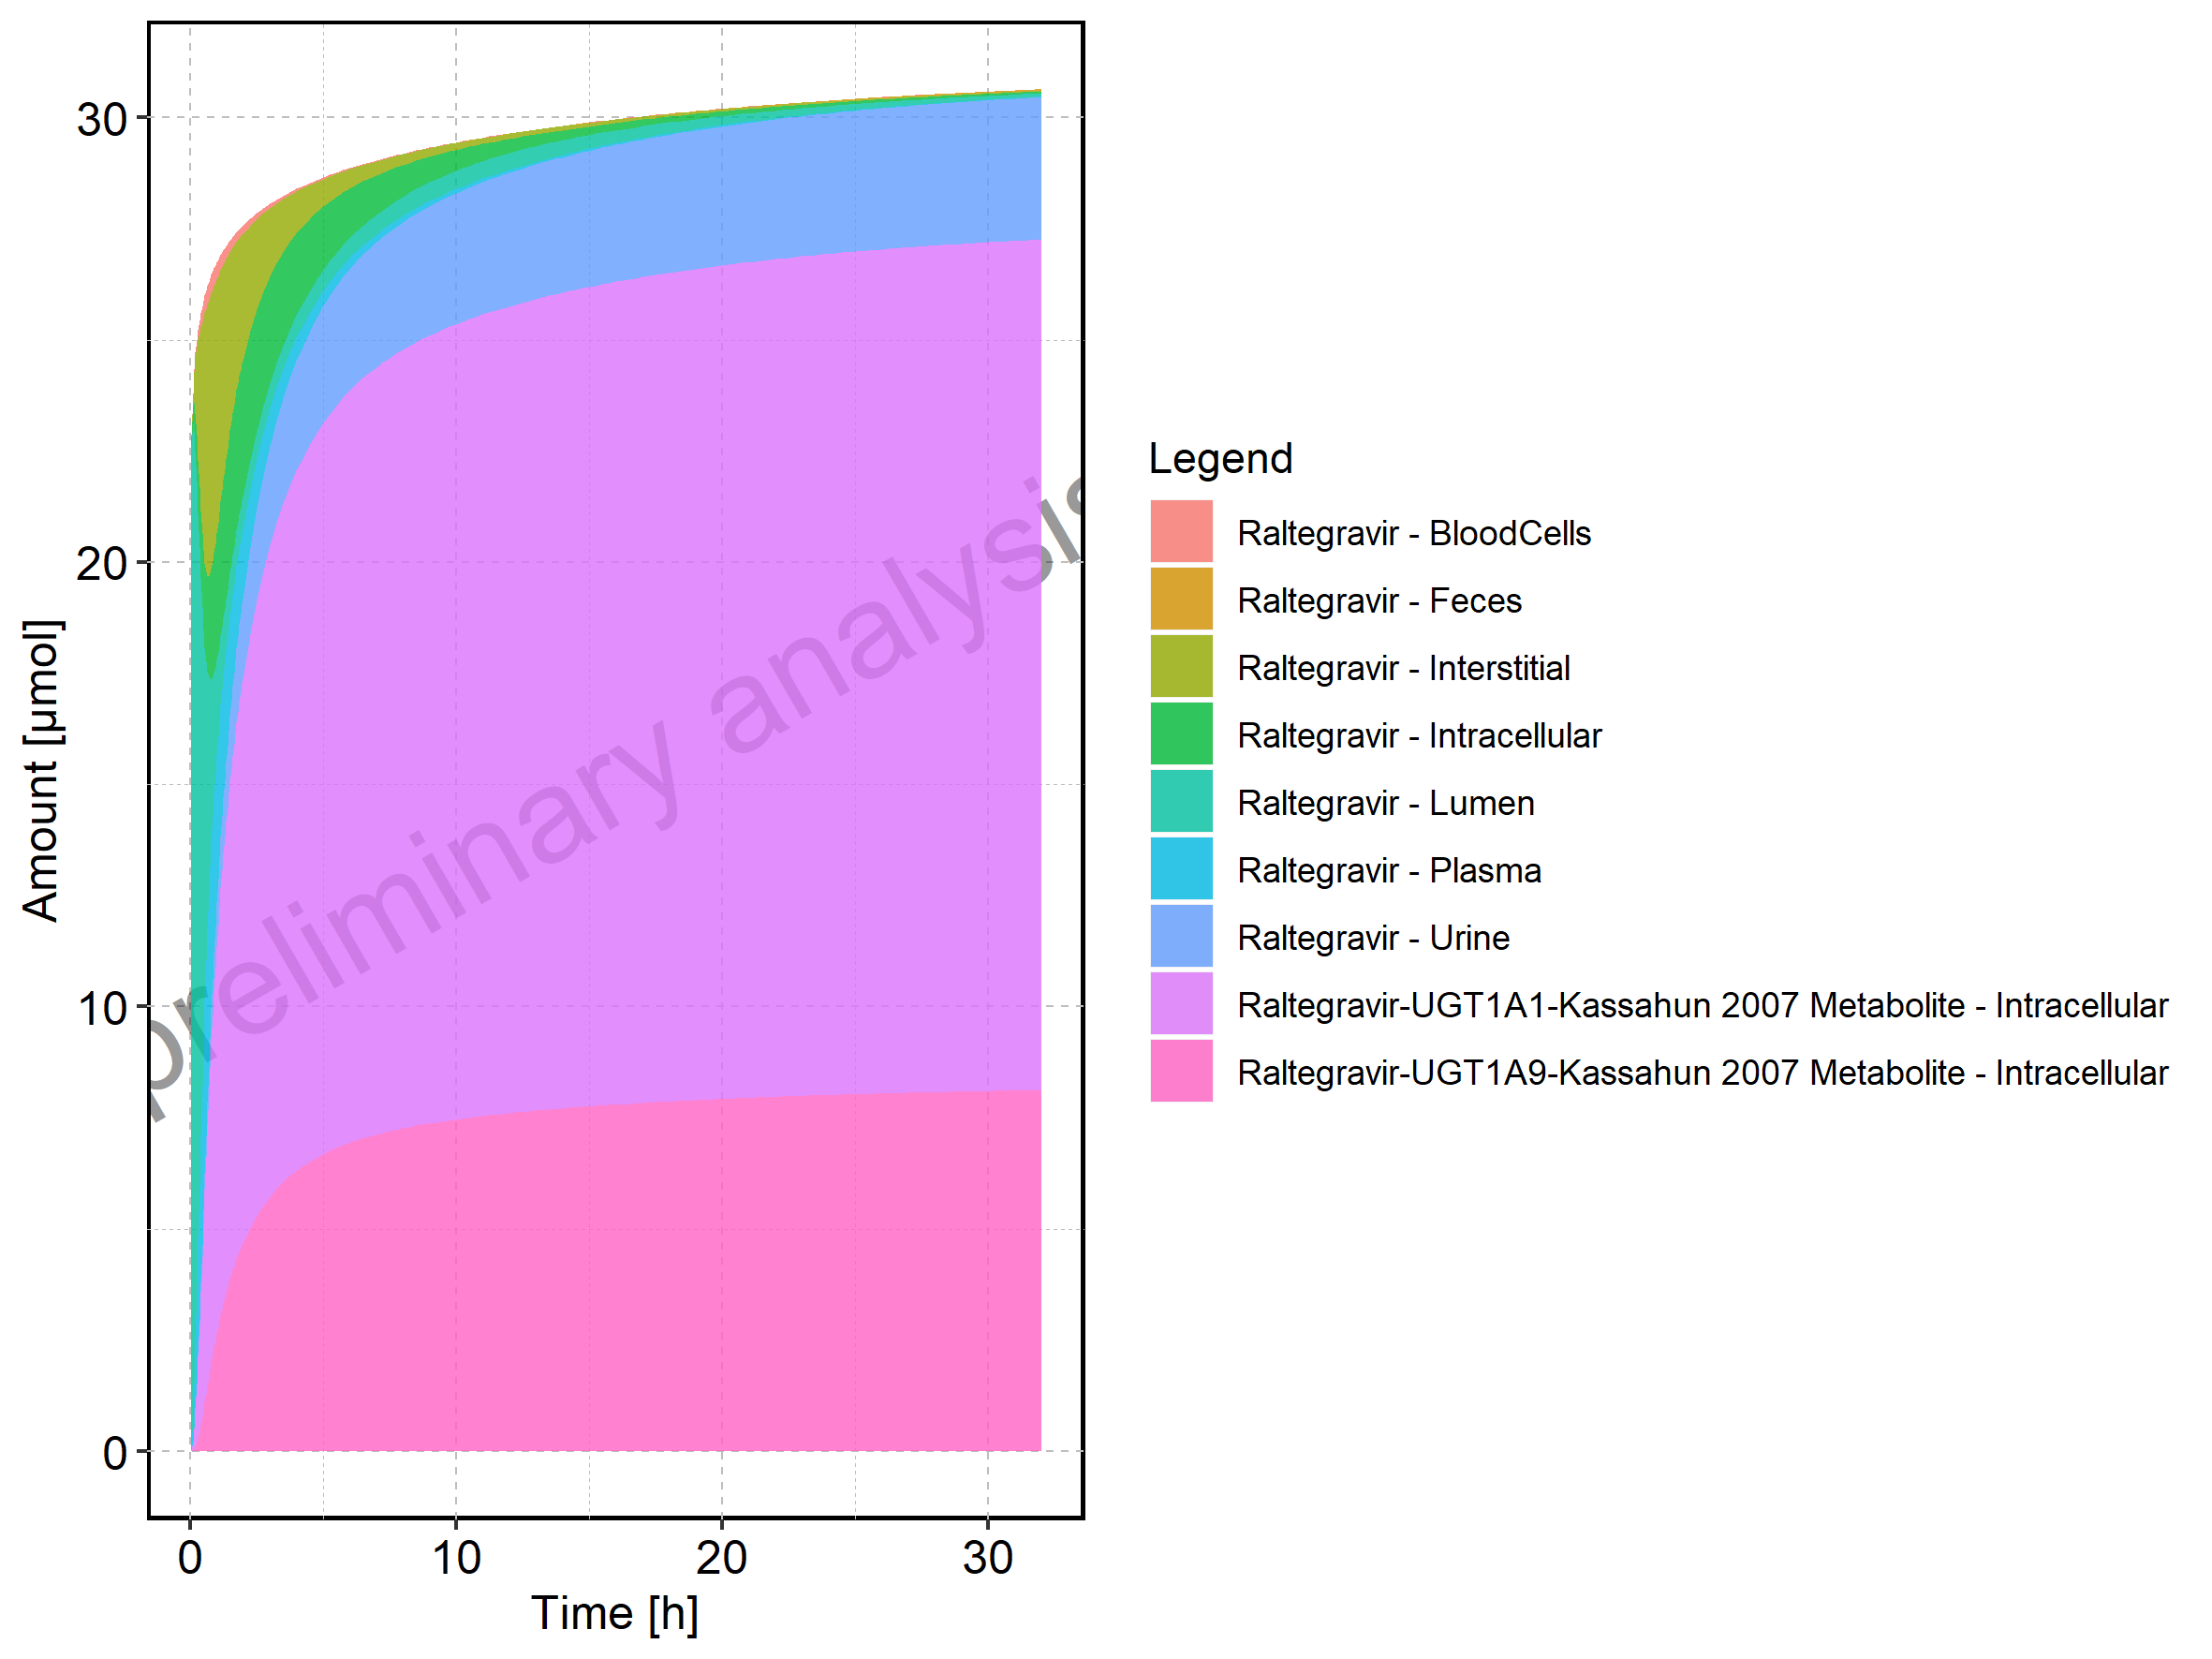 30
20
10
0
0 10 20 30
Amount [µmol]
Time [h]
preliminary analysis
Legend
Raltegravir - BloodCells
Raltegravir - Feces
Raltegravir - Interstitial
Raltegravir - Intracellular
Raltegravir - Lumen
Raltegravir - Plasma
Raltegravir - Urine
Raltegravir-UGT1A1-Kassahun 2007 Metabolite - Intracellular
Raltegravir-UGT1A9-Kassahun 2007 Metabolite - Intracellular